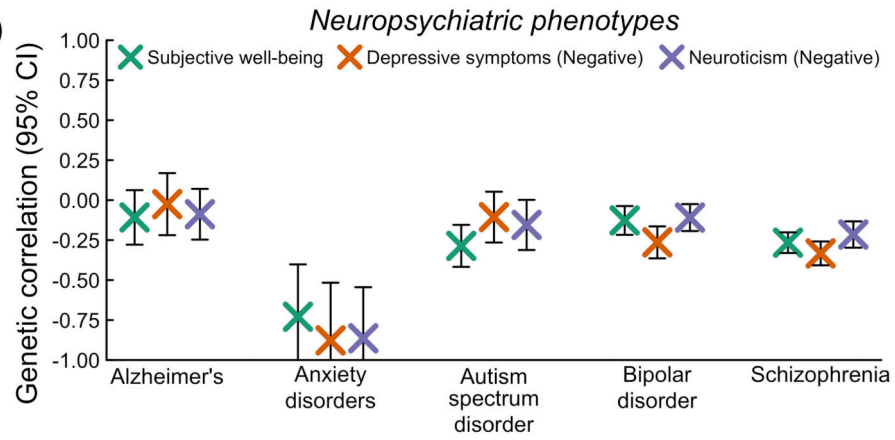 )
Neuropsychiatric phenotypes
Genetic correlation (95% CI)
1.00
0.75
0.50
0.25
0.00
-0.25
-0.50
-0.75
-1.00
Subjective well-being
Depressive symptoms (Negative)
Neuroticism (Negative)
Alzheimer's
Anxiety
disorders
Autism
spectrum
disorder
Bipolar
disorder
Schizophrenia